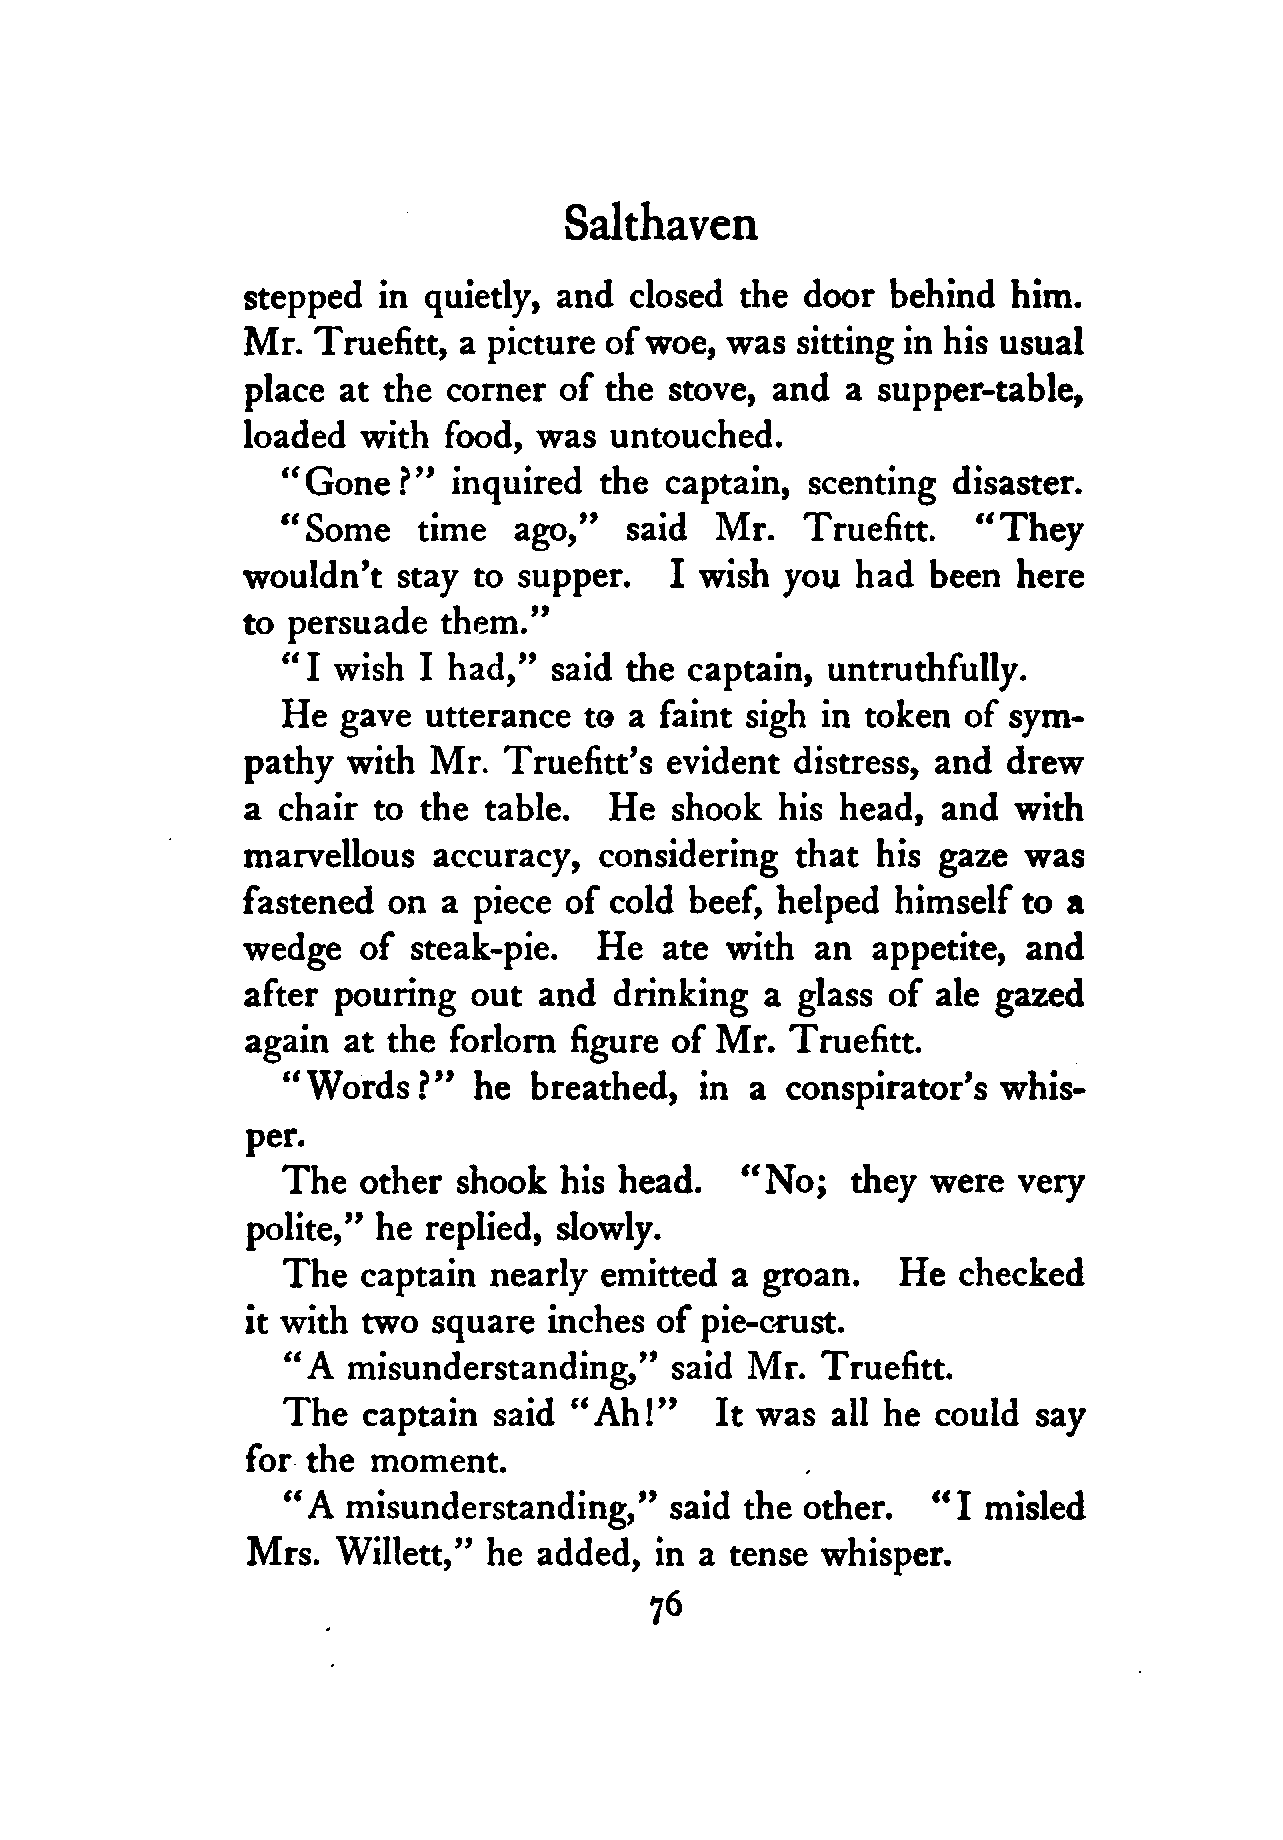 Salthaven
stepped in quietly, and closed the door behind him.
Mr. Truefitt, a picture of woe, was sitting in his usual
place at the corner of the stove, and a supper-table,
loaded with food, was untouched.
"Gone?" inquired the captain, scenting disaster.
"Some time ago," said Mr. Truefitt. "They
wouldn't stay to supper. I wish you had been here
to persuade them."
"I wish I had," said the captain, untruthfully.
He gave utterance to a faint sigh in token of sym-
pathy with Mr. Truefitt's evident distress, and drew
a chair to the table. He shook his head, and with
marvellous accuracy, considering that his gaze was
fastened on a piece of cold beef, helped himself to a
wedge of steak-pie. He ate with an appetite, and
after pouring out and drinking a glass of ale gazed
again at the forlorn figure of Mr. Truefitt.
"Words?" he breathed, in a conspirator's whis-
per.
The other shook his head. "No; they were very
polite," he replied, slowly.
The captain nearly emitted a groan. He checked
it with two square inches of pie-crust.
"A misunderstanding," said Mr. Truefitt.
The captain said "Ah!" It was all he could say
for the moment.
"A misunderstanding," said the other. "I misled
Mrs. Willett," he added, in a tense whisper.
76